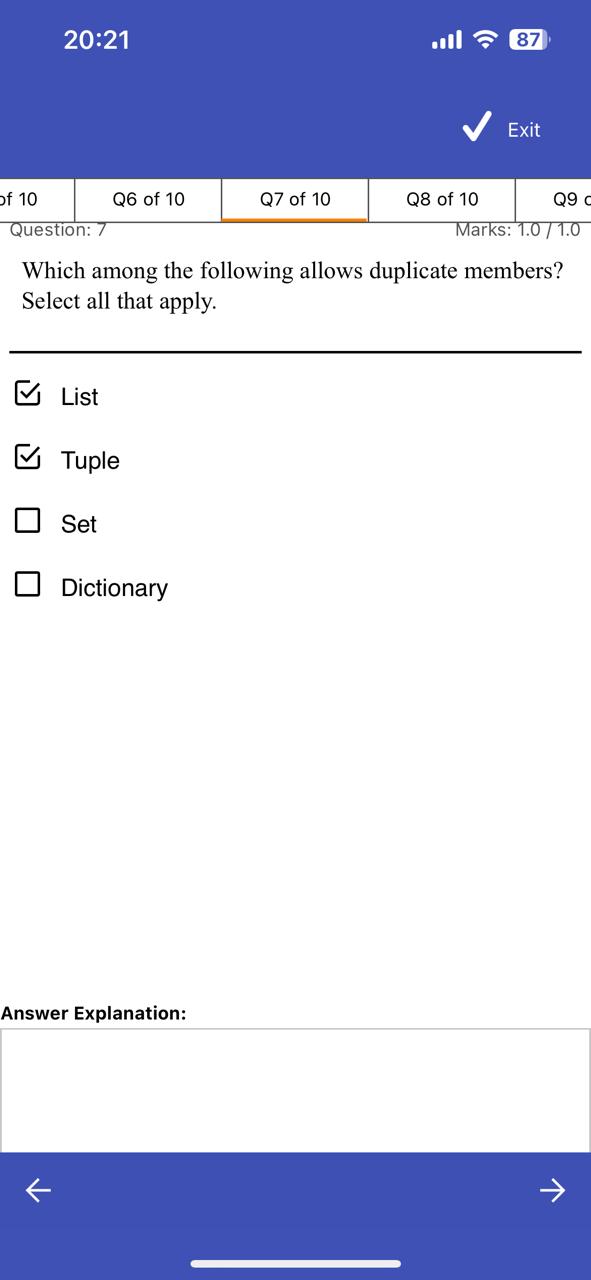 20:21
87
Exit
of 10
Q6 of 10
Q7 of 10
Q8 of 10
Q9 o
Question: 7
Marks: 1.0 / 1.0
Which among the following allows duplicate members?
Select all that apply.
List
Tuple
Set
Dictionary
Answer Explanation: